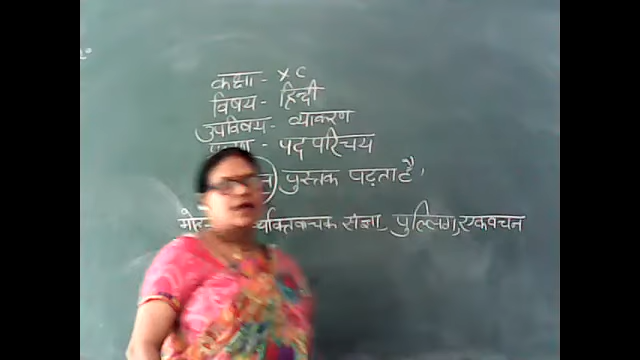 कक्षा - X C
विषय - हिन्दी
उपविषय - व्याकरण
- पद परिचय
पुस्तक पढ़ता है ।
व्यक्तिवाचक संज्ञा, पुल्लिंग, एकवचन